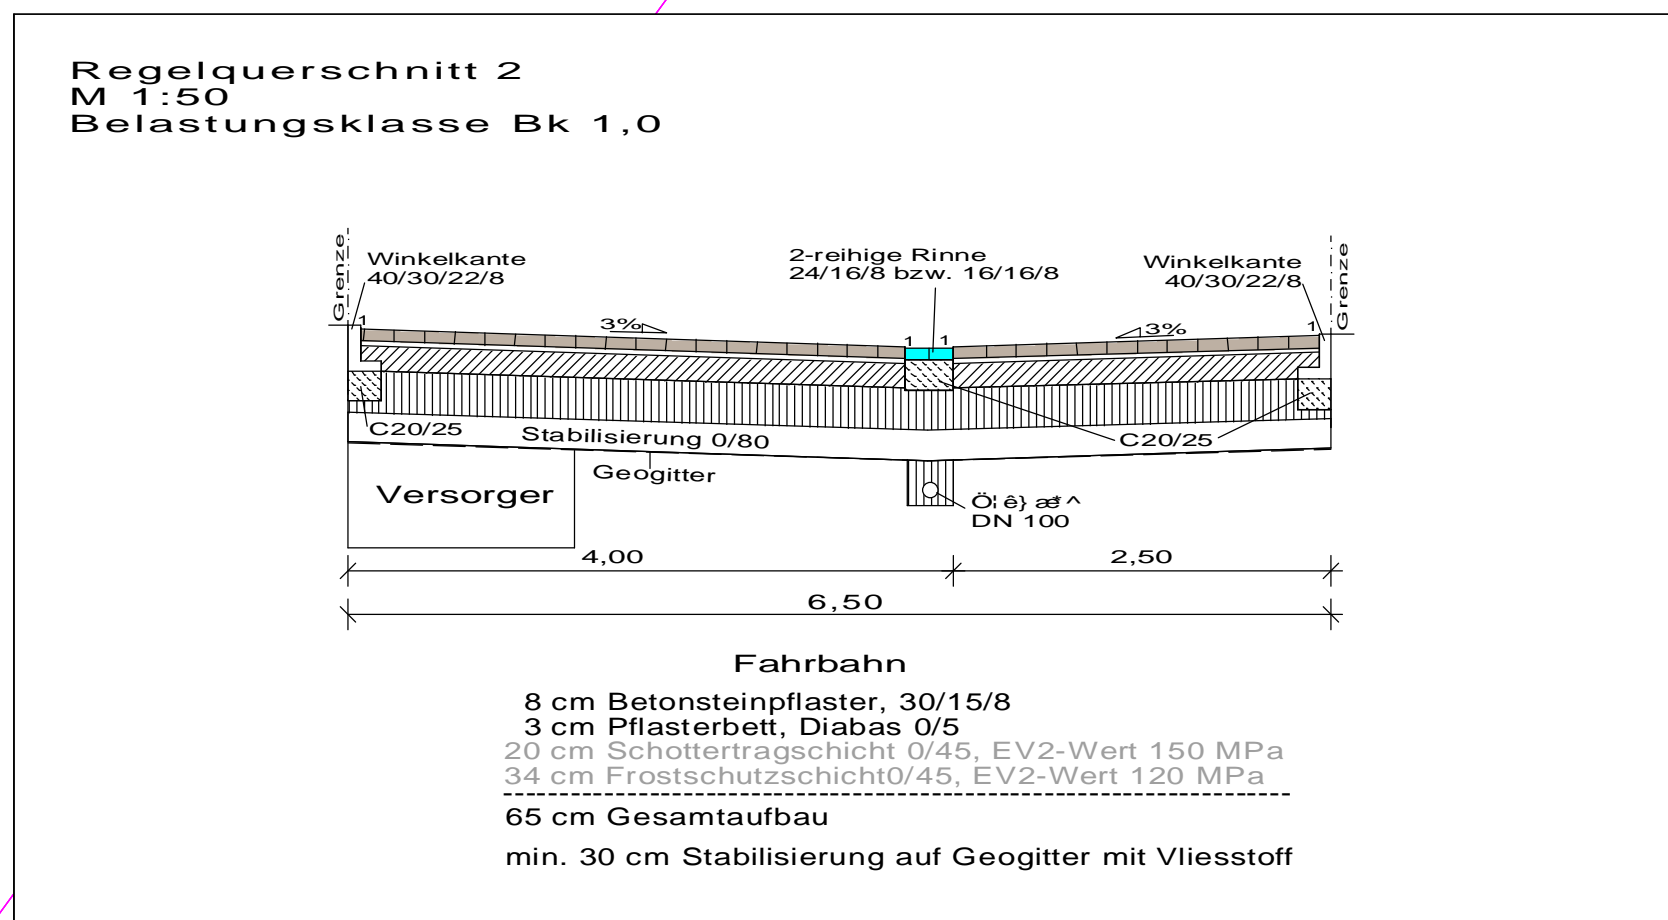 Regelquerschnitt 2
M 1:50
Belastungsklasse Bk 1,0
Grenze
Winkelkante
40/30/22/8
2-reihige Rinne
24/16/8 bzw. 16/16/8
Winkelkante
40/30/22/8
Grenze
1
3%
1 1
3%
1
C20/25
Stabilisierung 0/80
C20/25
Geogitter
Versorger
DN 100
4,00
2,50
6,50
Fahrbahn
8 cm Betonsteinpflaster, 30/15/8
3 cm Pflasterbett, Diabas 0/5
20 cm Schottertragschicht 0/45, EV2-Wert 150 MPa
34 cm Frostschutzschicht0/45, EV2-Wert 120 MPa
65 cm Gesamtaufbau
min. 30 cm Stabilisierung auf Geogitter mit Vliesstoff